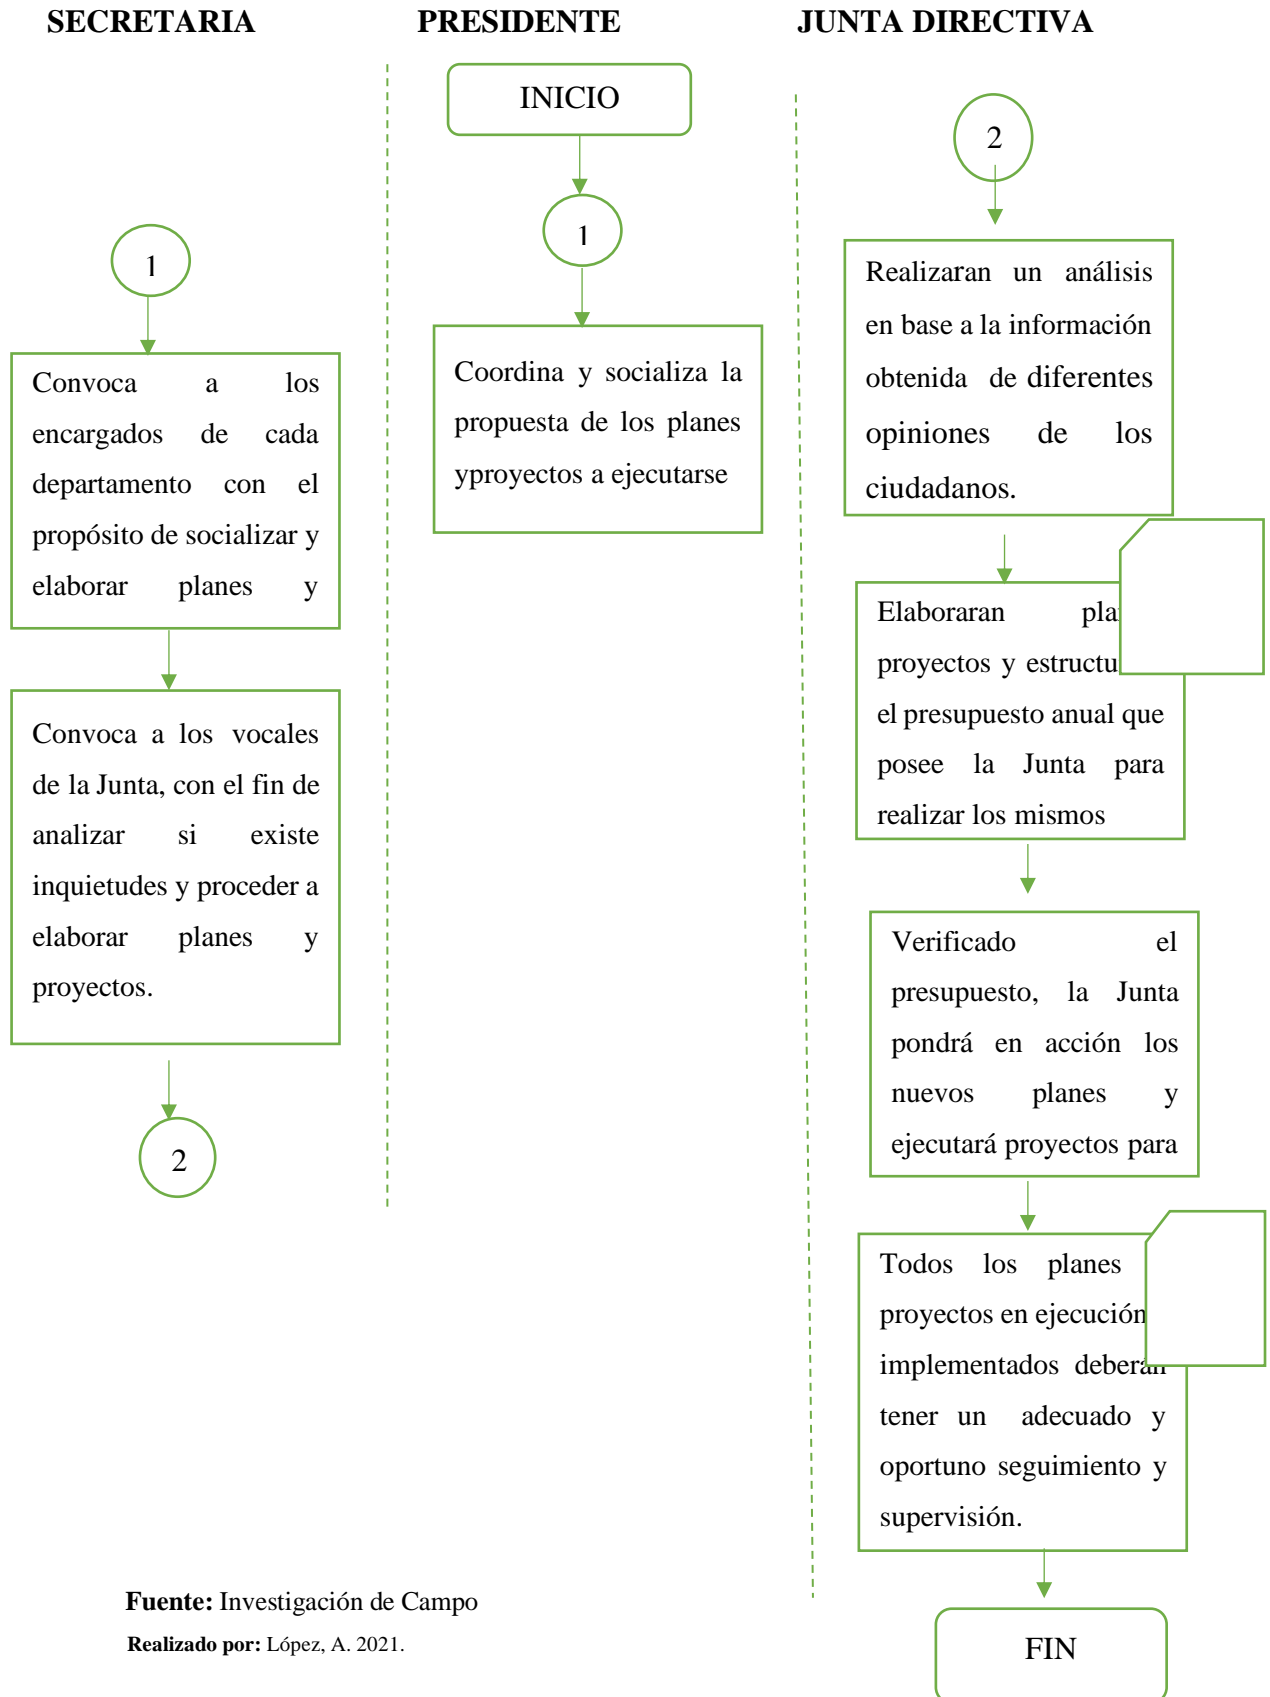 SECRETARIA PRESIDENTE JUNTA DIRECTIVA
1
Convoca a los
encargados de cada
departamento con el
propósito de socializar y
elaborar planes y
Convoca a los vocales
de la Junta, con el fin de
analizar si existe
inquietudes y proceder a
elaborar planes y
proyectos.
2
INICIO
1
Coordina y socializa la
propuesta de los planes
yproyectos a ejecutarse
2
Realizaran un análisis
en base a la información
obtenida de diferentes
opiniones de los
ciudadanos.
Elaboraran
proyectos y
el presupuesto anual que
posee la Junta para
realizar los mismos
Verificado el
presupuesto, la Junta
pondrá en acción los
nuevos planes y
ejecutará proyectos para
Todos los planes
proyectos en ejecución
implementados deberán
tener un adecuado y
oportuno seguimiento y
supervisión.
FIN
Fuente: Investigación de Campo
Realizado por: López, A. 2021.